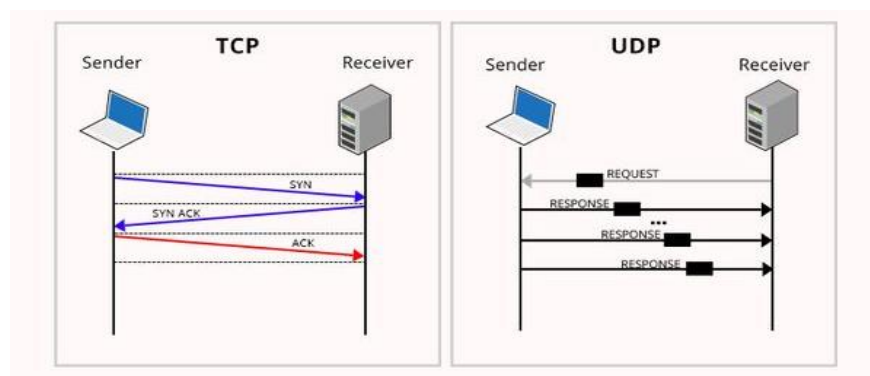 TCP
Sender
Receiver
SYN
SYN ACK
ACK
UDP
Sender
Receiver
REQUEST
RESPONSE
...
RESPONSE
RESPONSE